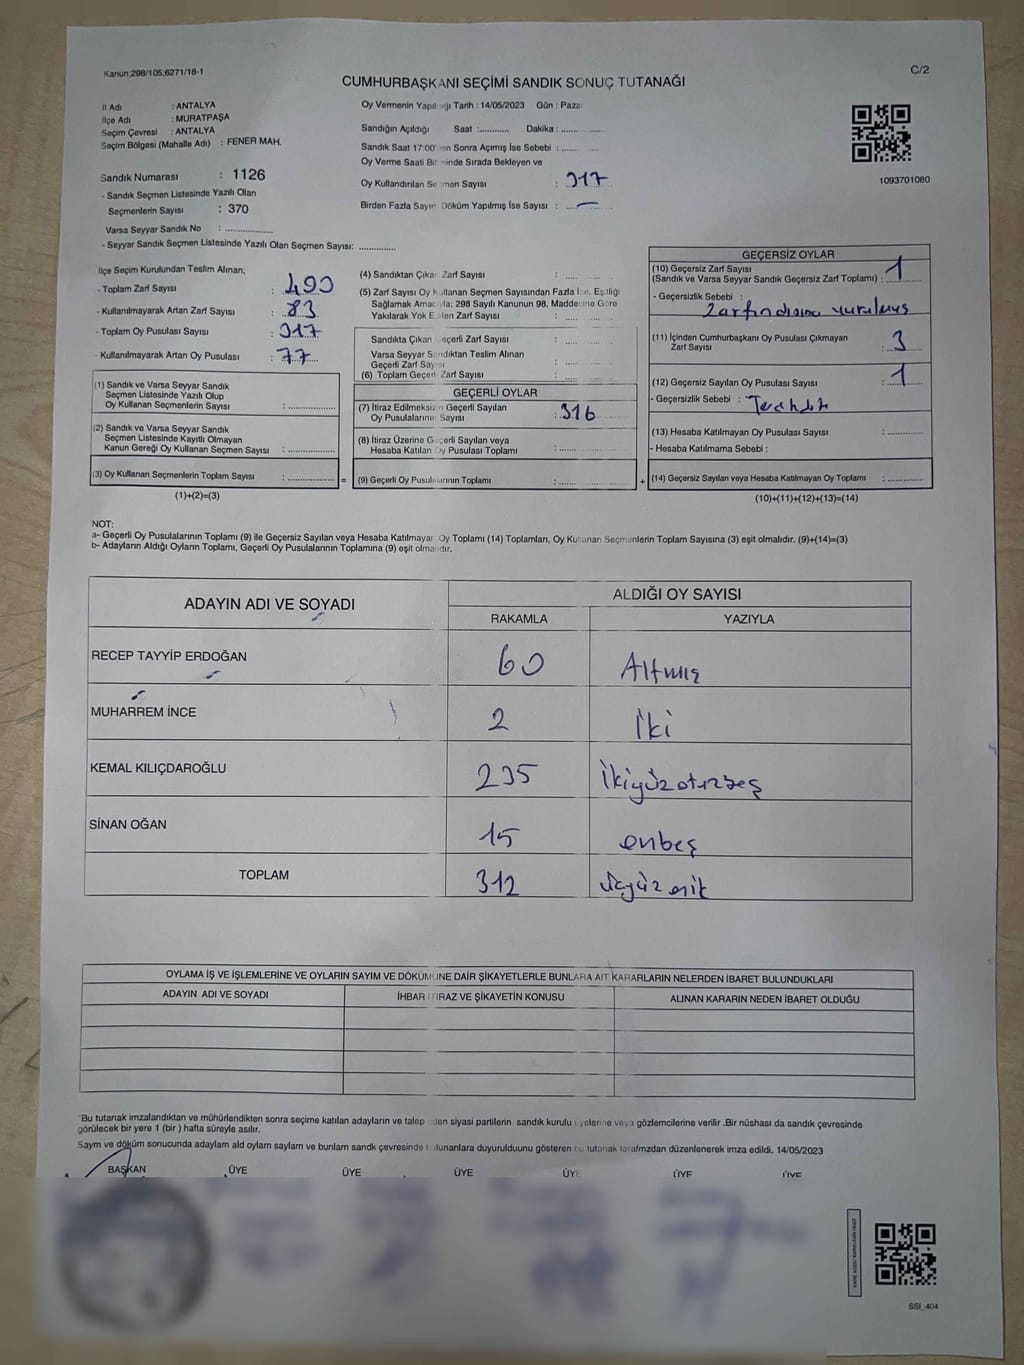 Kanun;298/105;6271/18-1
C/2
CUMHURBAŞKANI SEÇİMİ SANDIK SONUÇ TUTANAĞI
İl Adı : ANTALYA
İlçe Adı : MURATPAŞA
Seçim Çevresi : ANTALYA
Seçim Bölgesi (Mahalle Adı) : FENER MAH.
Sandık Numarası : 1126
- Sandık Seçmen Listesinde Yazılı Olan
Seçmenlerin Sayısı : 370
Varsa Seyyar Sandık No : ..............
- Seyyar Sandık Seçmen Listesinde Yazılı Olan Seçmen Sayısı: ...........
Oy Vermenin Yapıldığı Tarih : 14/05/2023 Gün : Pazar
Sandığın Açıldığı Saat :........... Dakika :...........
Sandık Saat 17:00'den Sonra Açımış İse Sebebi :
Oy Verme Saati Bitiminde Sırada Bekleyen ve
Oy Kullandırılan Seçmen Sayısı : 317
Birden Fazla Sayım Döküm Yapılmış İse Sayısı : —
1093701080
İlçe Seçim Kurulundan Teslim Alınan;
- Toplam Zarf Sayısı :
- Kullanılmayarak Artan Zarf Sayısı : 83
- Toplam Oy Pusulası Sayısı : 317
- Kullanılmayarak Artan Oy Pusulası : 77
(1) Sandık ve Varsa Seyyar Sandık
Seçmen Listesinde Yazılı Olup
Oy Kullanan Seçmenlerin Sayısı :..............
(2) Sandık ve Varsa Seyyar Sandık
Seçmen Listesinde Kayıtlı Olmayan
Kanun Gereği Oy Kullanan Seçmen Sayısı :..............
(3) Oy Kullanan Seçmenlerin Toplam Sayısı :..............
(1)+(2)=(3)
(4) Sandıktan Çıkan Zarf Sayısı :
(5) Zarf Sayısı Oy Kullanan Seçmen Sayısından Fazla İse, Eşitliği
Sağlamak Amacıyla; 298 Sayılı Kanunun 98. Maddesine Göre
Yakılarak Yok Edilen Zarf Sayısı :
Sandıkta Çıkan Geçerli Zarf Sayısı :
Varsa Seyyar Sandıktan Teslim Alınan
Geçerli Zarf Sayısı :
(6) Toplam Geçerli Zarf Sayısı :
=
GEÇERLİ OYLAR
(7) İtiraz Edilmeksizin Geçerli Sayılan
Oy Pusulalarının Sayısı : 316
(8) İtiraz Üzerine Geçerli Sayılan veya
Hesaba Katılan Oy Pusulası Toplamı :
(9) Geçerli Oy Pusulalarının Toplamı :
+
GEÇERSİZ OYLAR
(10) Geçersiz Zarf Sayısı
(Sandık ve Varsa Seyyar Sandık Geçersiz Zarf Toplamı) : 1
- Geçersizlik Sebebi :
Zarfın dışına vurulmuş
(11) İçinden Cumhurbaşkanı Oy Pusulası Çıkmayan
Zarf Sayısı : 3
(12) Geçersiz Sayılan Oy Pusulası Sayısı : 1
- Geçersizlik Sebebi :
(13) Hesaba Katılmayan Oy Pusulası Sayısı :..............
- Hesaba Katılmama Sebebi :
(14) Geçersiz Sayılan veya Hesaba Katılmayan Oy Toplamı :..............
(10)+(11)+(12)+(13)=(14)
NOT:
a- Geçerli Oy Pusulalarının Toplamı (9) ile Geçersiz Sayılan veya Hesaba Katılmayan Oy Toplamı (14) Toplamları, Oy Kullanan Seçmenlerin Toplam Sayısına (3) eşit olmalıdır. (9)+(14)=(3)
b- Adayların Aldığı Oyların Toplamı, Geçerli Oy Pusulalarının Toplamına (9) eşit olmalıdır.
ADAYIN ADI VE SOYADI
ALDIĞI OY SAYISI
RAKAMLA YAZIYLA
RECEP TAYYİP ERDOĞAN 60 Altmış
MUHARREM İNCE 2 İki
KEMAL KILIÇDAROĞLU 235 ikiyüzotuzbeş
SİNAN OĞAN 15 onbeş
TOPLAM 312 üçyüzoniki
OYLAMA İŞ VE İŞLEMLERİNE VE OYLARIN SAYIM VE DÖKÜMÜNE DAİR ŞİKAYETLERLE BUNLARA AİT KARARLARIN NELERDEN İBARET BULUNDUKLARI
ADAYIN ADI VE SOYADI İHBAR İTİRAZ VE ŞİKAYETİN KONUSU ALINAN KARARIN NEDEN İBARET OLDUĞU
*Bu tutanak imzalandıktan ve mühürlendikten sonra seçime katılan adayların ve talep eden siyasi partilerin sandık kurulu üyelerine veya gözlemcilerine verilir .Bir nüshası da sandık çevresinde
görülecek bir yere 1 (bir ) hafta süreyle asılır.
Saym ve döküm sonucunda adaylam ald oylam saylam ve bunlam sandk çevresinde bulunanlara duyurulduunu gösteren bu tutanak tarafmzdan düzenlenerek imza edildi. 14/05/2023
BAŞKAN ÜYE ÜYE ÜYE ÜYE ÜYE ÜYE
SSI_404